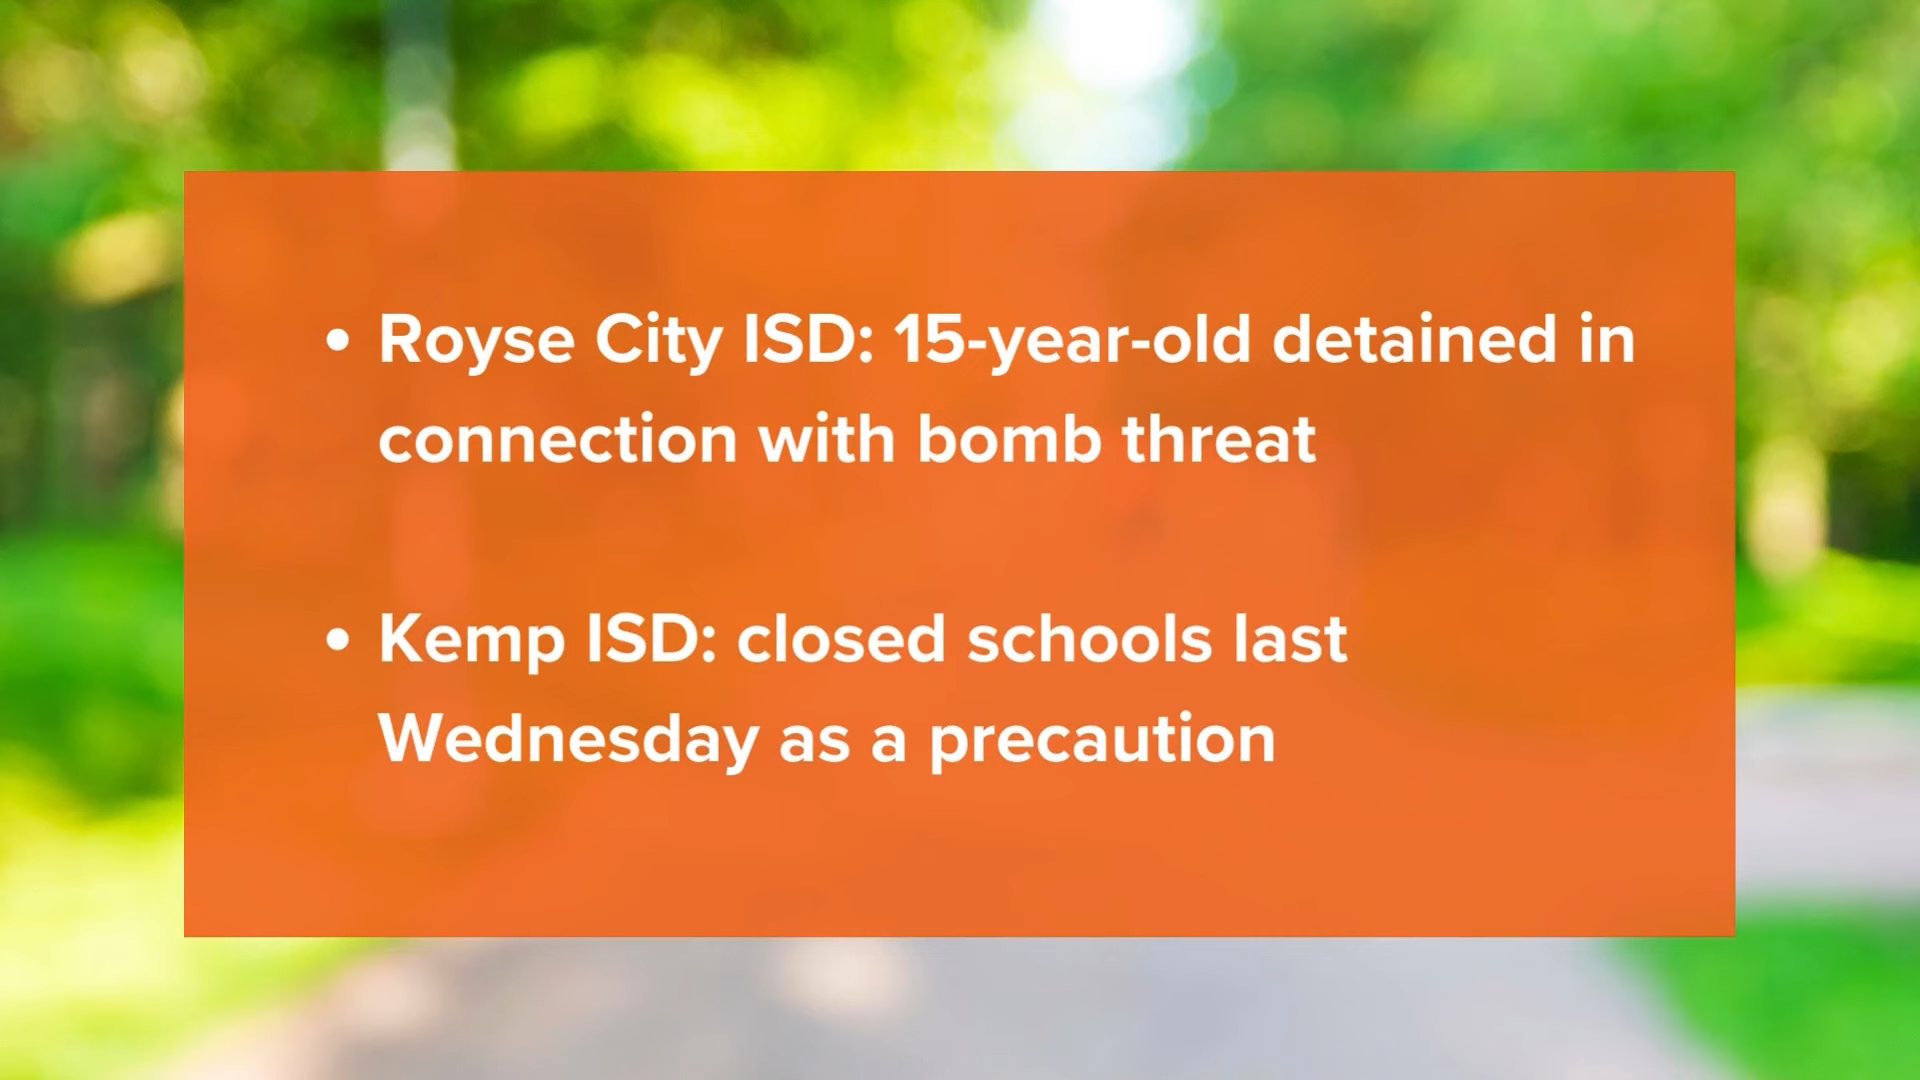 • Royse City ISD: 15-year-old detained in
connection with bomb threat
• Kemp ISD: closed schools last
Wednesday as a precaution